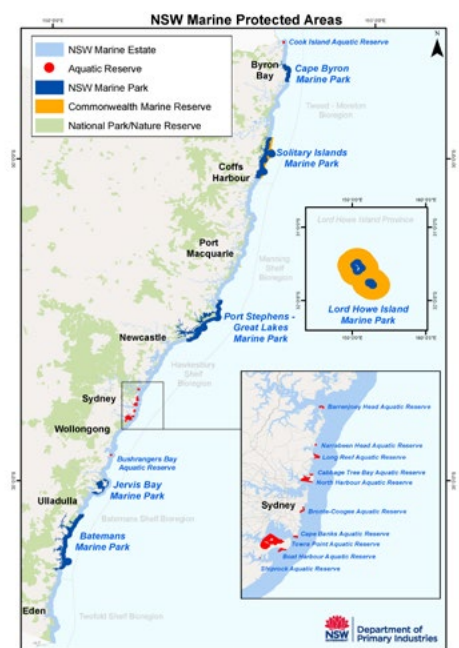 NSW Marine Protected Areas
NSW Marine Estate
Aquatic Reserve
NSW Marine Park
Commonwealth Marine Reserve
National Park/Nature Reserve
Cook Island Aquatic Reserve
Byron
Bay
Cape Byron
Marine Park
Tweed - Moreton
Bioregion
Solitary Islands
Marine Park
Coffs
Harbour
Port
Macquarie
Manning
Shelf
Bioregion
Lord Howe Island Province
Lord Howe Island
Marine Park
Port Stephens -
Great Lakes
Marine Park
Newcastle
Hawkesbury
Shelf
Bioregion
Sydney
Wollongong
Bushrangers Bay
Aquatic Reserve
Jervis Bay
Marine Park
Ulladulla
Batemans Shelf Bioregion
Batemans
Marine Park
Eden
Twofold Shelf Bioregion
Barrenjoey Head Aquatic Reserve
Narrabeen Head Aquatic Reserve
Long Reef Aquatic Reserve
Cabbage Tree Bay Aquatic Reserve
North Harbour Aquatic Reserve
Sydney
Bronte-Coogee Aquatic Reserve
Cape Banks Aquatic Reserve
Towra Point Aquatic Reserve
Boat Harbour Aquatic Reserve
Shiprock Aquatic Reserve
NSW
GOVERNMENT
Department of
Primary Industries